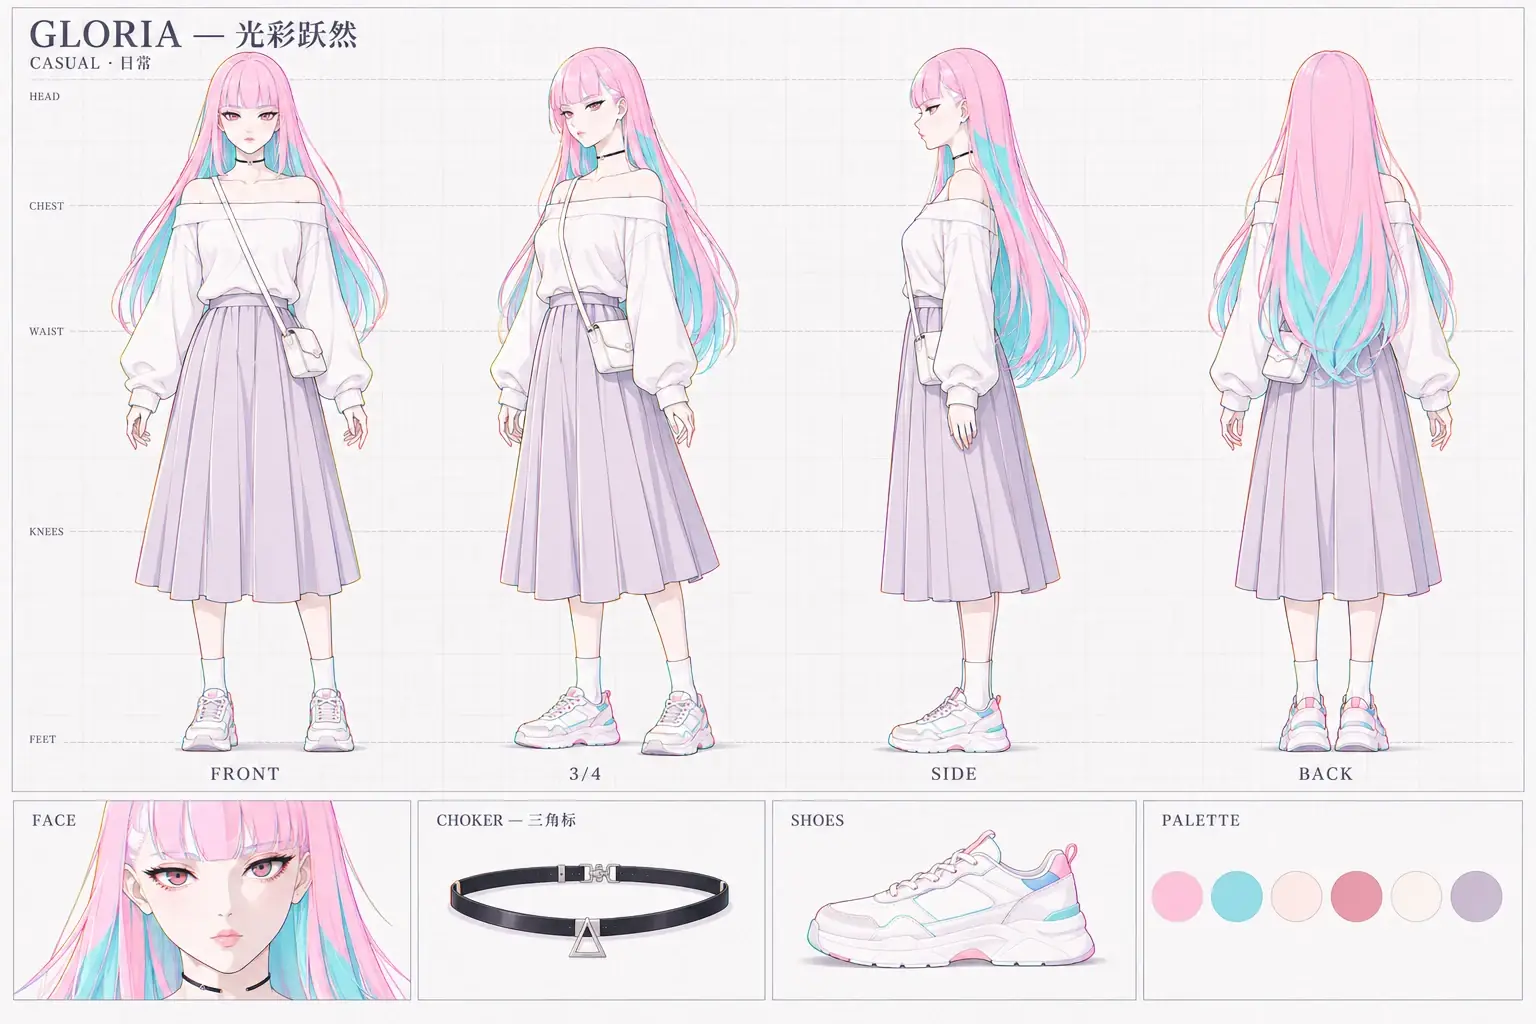 GLORIA — 光彩跃然
CASUAL · 日常
HEAD
CHEST
WAIST
KNEES
FEET
FRONT
3/4
SIDE
BACK
FACE
CHOKER — 三角标
SHOES
PALETTE